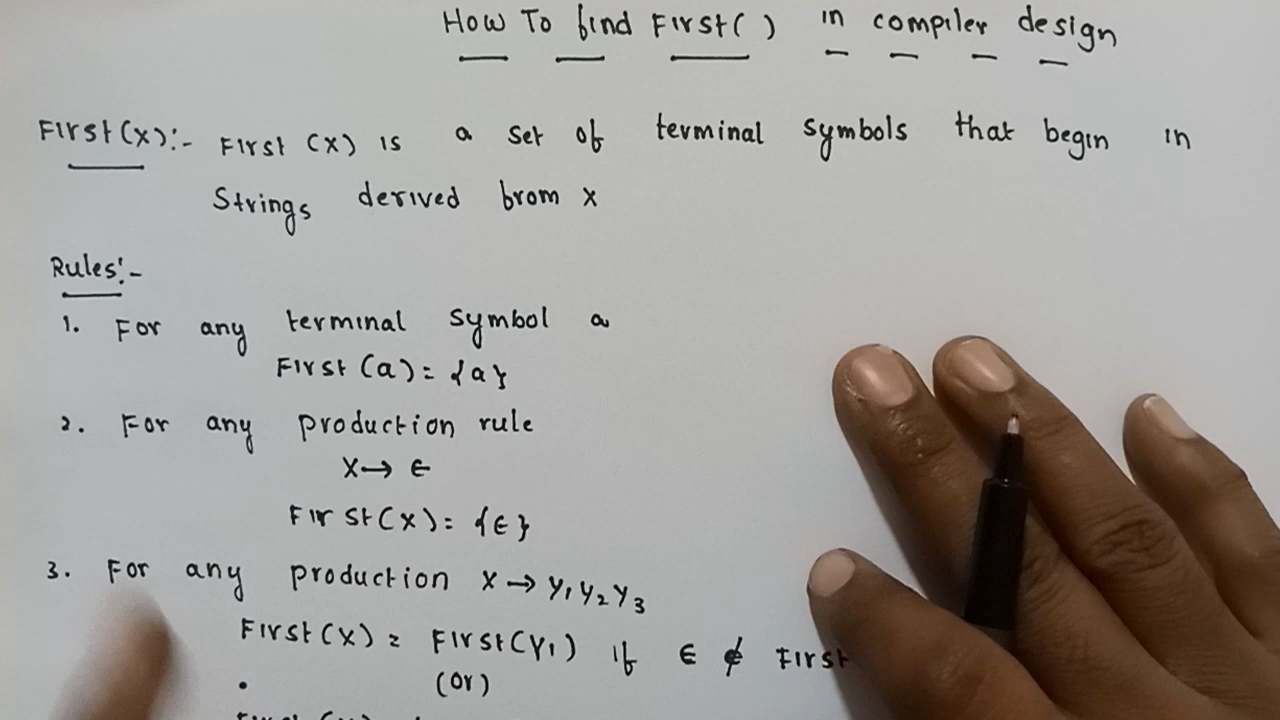 How To find First( ) in compiler design
First(x):- First (x) is a set of terminal symbols that begin in
Strings derived from x
Rules:-
1. For any terminal symbol a
First (a) = {a}
2. For any production rule
X → ϵ
First(x) = {ϵ}
3. For any production X → Y₁Y₂Y₃
First(x) = First(Y₁) if ϵ ∉ First
(or)